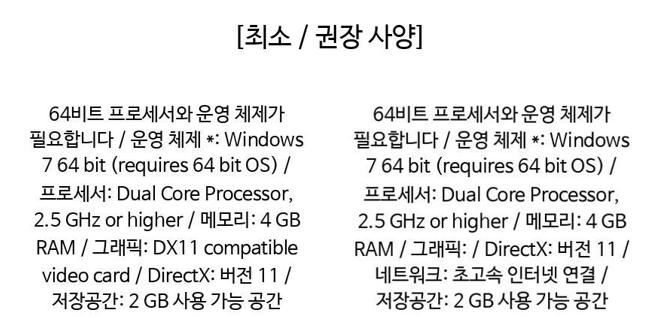 [최소 / 권장 사양]
64비트 프로세서와 운영 체제가
필요합니다 / 운영 체제 *: Windows
7 64 bit (requires 64 bit OS) /
프로세서: Dual Core Processor,
2.5 GHz or higher / 메모리: 4 GB
RAM / 그래픽: DX11 compatible
video card / DirectX: 버전 11 /
저장공간: 2 GB 사용 가능 공간
64비트 프로세서와 운영 체제가
필요합니다 / 운영 체제 *: Windows
7 64 bit (requires 64 bit OS) /
프로세서: Dual Core Processor,
2.5 GHz or higher / 메모리: 4 GB
RAM / 그래픽: / DirectX: 버전 11 /
네트워크: 초고속 인터넷 연결 /
저장공간: 2 GB 사용 가능 공간